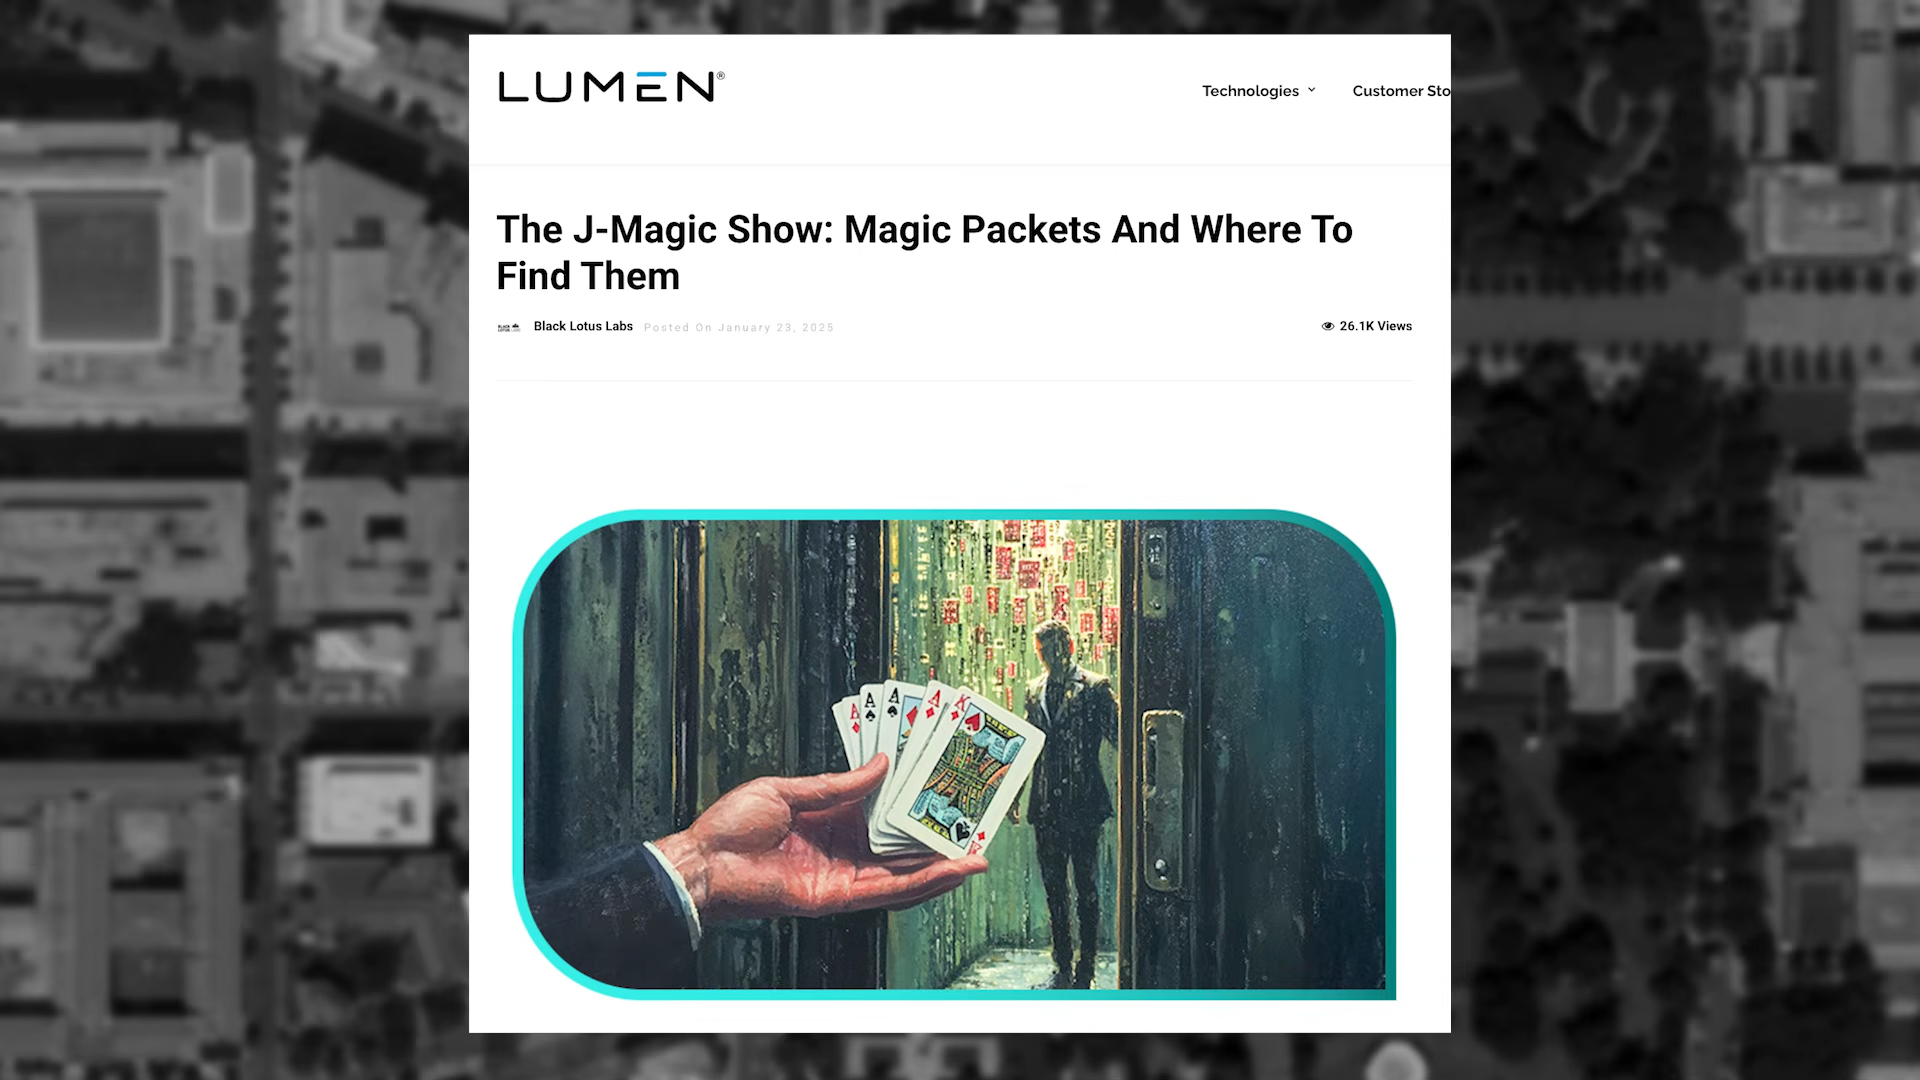 LUMEN®
Technologies
Customer Sto
The J-Magic Show: Magic Packets And Where To
Find Them
Black Lotus Labs
Posted On January 23, 2025
26.1K Views
A
A
A
A
K